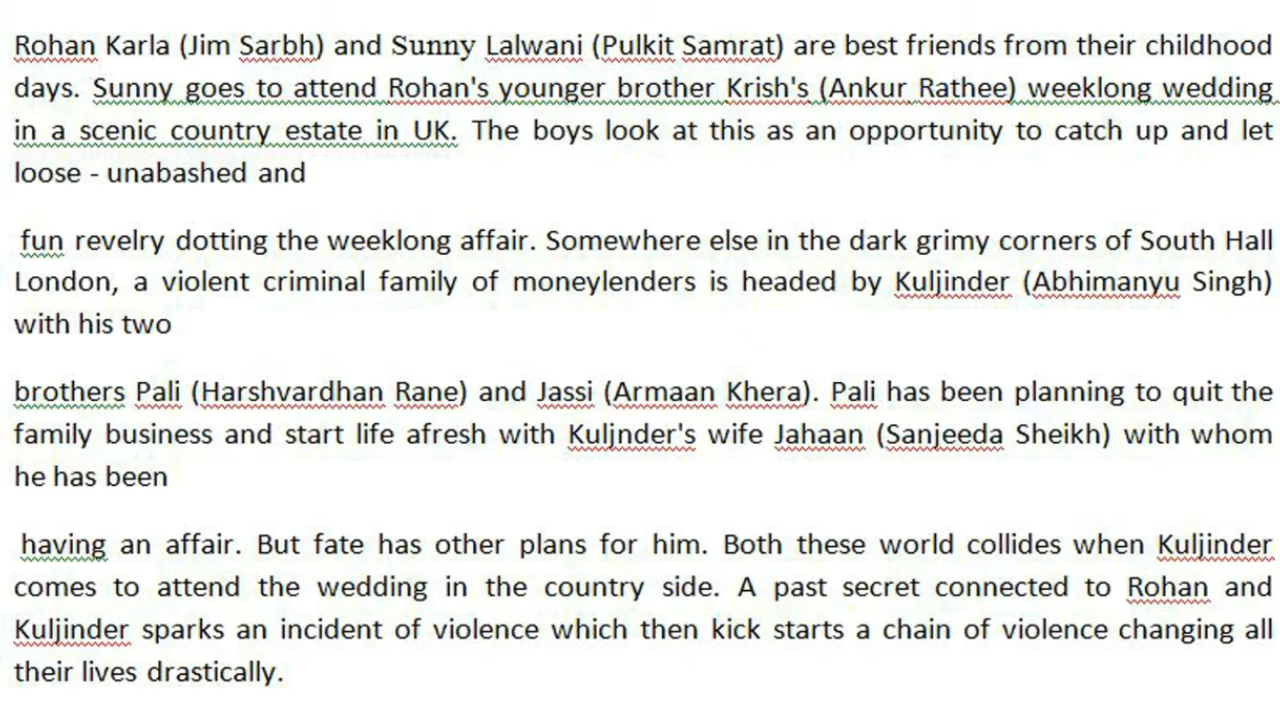 Rohan Karla (Jim Sarbh) and Sunny Lalwani (Pulkit Samrat) are best friends from their childhood
days. Sunny goes to attend Rohan's younger brother Krish's (Ankur Rathee) weeklong wedding
in a scenic country estate in UK. The boys look at this as an opportunity to catch up and let
loose - unabashed and
fun revelry dotting the weeklong affair. Somewhere else in the dark grimy corners of South Hall
London, a violent criminal family of moneylenders is headed by Kuljinder (Abhimanyu Singh)
with his two
brothers Pali (Harshvardhan Rane) and Jassi (Armaan Khera). Pali has been planning to quit the
family business and start life afresh with Kuljnder's wife Jahaan (Sanjeeda Sheikh) with whom
he has been
having an affair. But fate has other plans for him. Both these world collides when Kuljinder
comes to attend the wedding in the country side. A past secret connected to Rohan and
Kuljinder sparks an incident of violence which then kick starts a chain of violence changing all
their lives drastically.